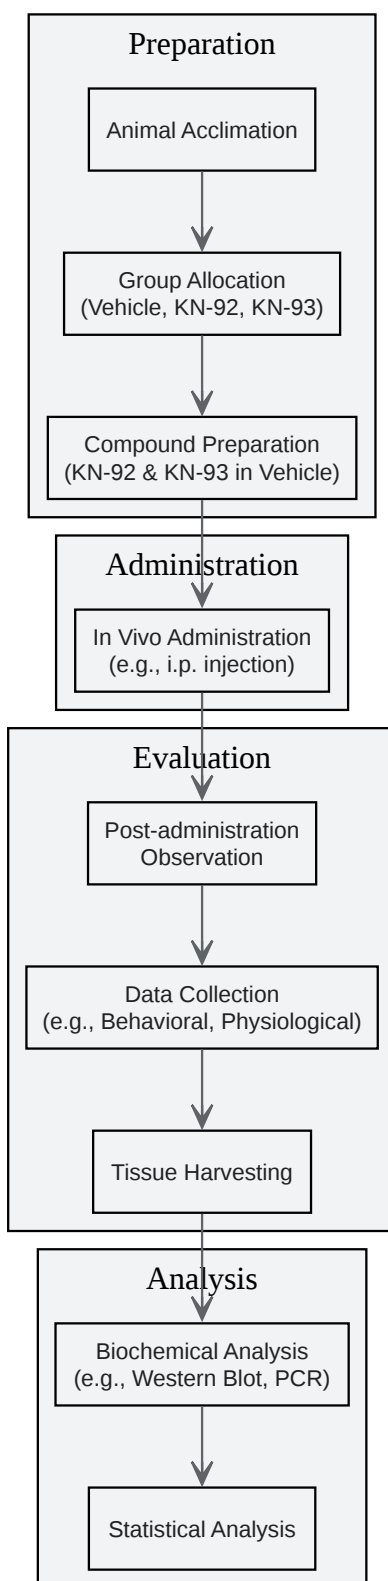 Preparation
Animal Acclimation
Group Allocation
(Vehicle, KN-92, KN-93)
Compound Preparation
(KN-92 & KN-93 in Vehicle)
Administration
In Vivo Administration
(e.g., i.p. injection)
Evaluation
Post-administration
Observation
Data Collection
(e.g., Behavioral, Physiological)
Tissue Harvesting
Analysis
Biochemical Analysis
(e.g., Western Blot, PCR)
Statistical Analysis